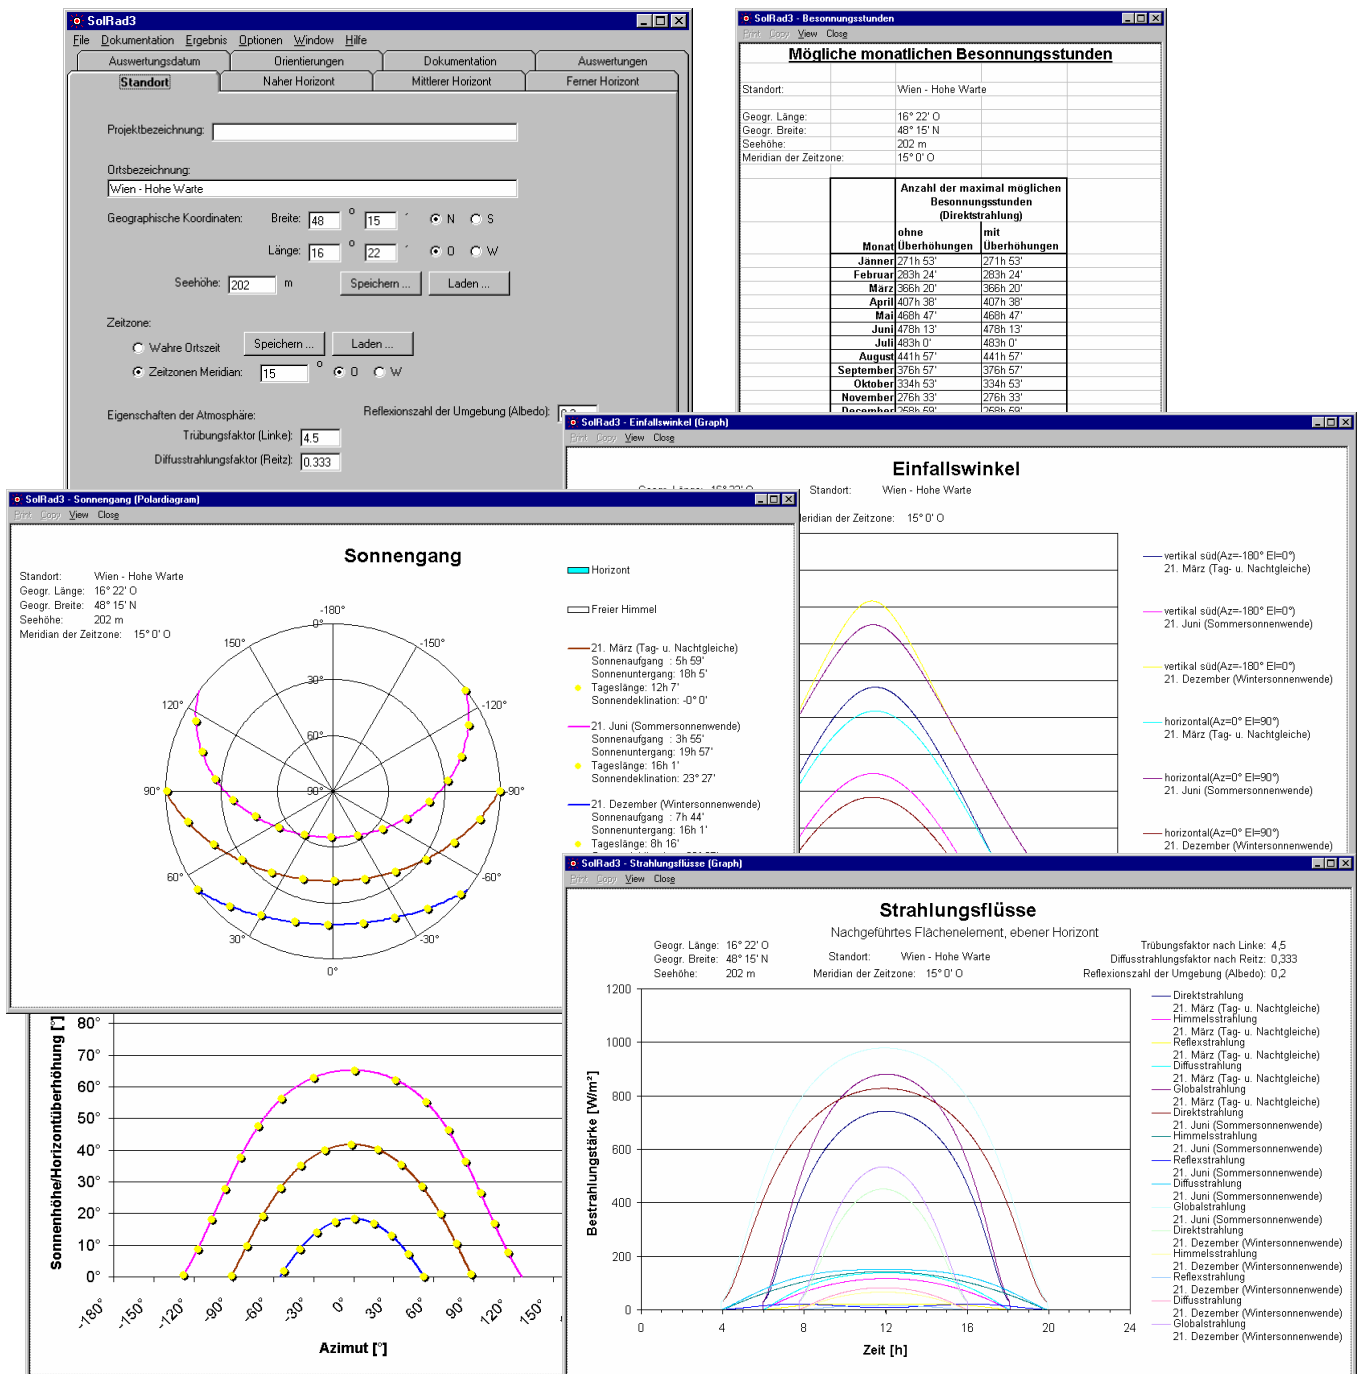 SolRad3
File Dokumentation Ergebnis Optionen Window Hilfe
Auswertungsdatum Orientierungen Dokumentation Auswertungen
Standort Naher Horizont Mittlerer Horizont Ferner Horizont
Projektbezeichnung:
Ortsbezeichnung:
Wien - Hohe Warte
Geographische Koordinaten: Breite: 48 ° 15 ´ N S
Länge: 16 ° 22 ´ O W
Seehöhe: 202 m Speichern ... Laden ...
Zeitzone:
Wahre Ortszeit Speichern ... Laden ...
Zeitzonen Meridian: 15 ° O W
Eigenschaften der Atmosphäre: Reflexionszahl der Umgebung (Albedo):
Trübungsfaktor (Linke): 4.5
Diffusstrahlungsfaktor (Reitz): 0.333
SolRad3 - Besonnungsstunden
Print Copy View Close
Mögliche monatlichen Besonnungsstunden
Standort: Wien - Hohe Warte
Geogr. Länge: 16° 22' O
Geogr. Breite: 48° 15' N
Seehöhe: 202 m
Meridian der Zeitzone: 15° 0' O
Anzahl der maximal möglichen
Besonnungsstunden
(Direktstrahlung)
ohne mit
Monat Überhöhungen Überhöhungen
Jänner 271h 53' 271h 53'
Februar 283h 24' 283h 24'
März 366h 20' 366h 20'
April 407h 38' 407h 38'
Mai 468h 47' 468h 47'
Juni 478h 13' 478h 13'
Juli 483h 0' 483h 0'
August 441h 57' 441h 57'
September 376h 57' 376h 57'
Oktober 334h 53' 334h 53'
November 276h 33' 276h 33'
Dezember 258h 59' 258h 59'
SolRad3 - Einfallswinkel (Graph)
Print Copy View Close
Einfallswinkel
Geogr. Länge: 16° 22' O Standort: Wien - Hohe Warte
Meridian der Zeitzone: 15° 0' O
vertikal süd(Az=-180° El=0°)
21. März (Tag- u. Nachtgleiche)
vertikal süd(Az=-180° El=0°)
21. Juni (Sommersonnenwende)
vertikal süd(Az=-180° El=0°)
21. Dezember (Wintersonnenwende)
horizontal(Az=0° El=90°)
21. März (Tag- u. Nachtgleiche)
horizontal(Az=0° El=90°)
21. Juni (Sommersonnenwende)
horizontal(Az=0° El=90°)
21. Dezember (Wintersonnenwende)
SolRad3 - Sonnengang (Polardiagram)
Print Copy View Close
Sonnengang
Standort: Wien - Hohe Warte
Geogr. Länge: 16° 22' O
Geogr. Breite: 48° 15' N
Seehöhe: 202 m
Meridian der Zeitzone: 15° 0' O
-180°
0°
150° -150°
30°
120° -120°
60°
90° 90° -90°
60° -60°
30° -30°
0°
Horizont
Freier Himmel
21. März (Tag- u. Nachtgleiche)
Sonnenaufgang : 5h 59'
Sonnenuntergang: 18h 5'
Tageslänge: 12h 7'
Sonnendeklination: -0° 0'
21. Juni (Sommersonnenwende)
Sonnenaufgang : 3h 55'
Sonnenuntergang: 19h 57'
Tageslänge: 16h 1'
Sonnendeklination: 23° 27'
21. Dezember (Wintersonnenwende)
Sonnenaufgang : 7h 44'
Sonnenuntergang: 16h 1'
Tageslänge: 8h 16'
Sonnenhöhe/Horizontüberhöhung [°]
80°
70°
60°
50°
40°
30°
20°
10°
0°
-180° -150° -120° -90° -60° -30° 0° 30° 60° 90° 120° 150°
Azimut [°]
SolRad3 - Strahlungsflüsse (Graph)
Print Copy View Close
Strahlungsflüsse
Nachgeführtes Flächenelement, ebener Horizont
Geogr. Länge: 16° 22' O
Geogr. Breite: 48° 15' N
Seehöhe: 202 m
Standort: Wien - Hohe Warte
Meridian der Zeitzone: 15° 0' O
Trübungsfaktor nach Linke: 4,5
Diffusstrahlungsfaktor nach Reitz: 0,333
Reflexionszahl der Umgebung (Albedo): 0,2
Bestrahlungstärke [W/m²]
1200
1000
800
600
400
200
0
0 4 8 12 16 20 24
Zeit [h]
Direktstrahlung
21. März (Tag- u. Nachtgleiche)
Himmelsstrahlung
21. März (Tag- u. Nachtgleiche)
Reflexstrahlung
21. März (Tag- u. Nachtgleiche)
Diffusstrahlung
21. März (Tag- u. Nachtgleiche)
Globalstrahlung
21. März (Tag- u. Nachtgleiche)
Direktstrahlung
21. Juni (Sommersonnenwende)
Himmelsstrahlung
21. Juni (Sommersonnenwende)
Reflexstrahlung
21. Juni (Sommersonnenwende)
Diffusstrahlung
21. Juni (Sommersonnenwende)
Globalstrahlung
21. Juni (Sommersonnenwende)
Direktstrahlung
21. Dezember (Wintersonnenwende)
Himmelsstrahlung
21. Dezember (Wintersonnenwende)
Reflexstrahlung
21. Dezember (Wintersonnenwende)
Diffusstrahlung
21. Dezember (Wintersonnenwende)
Globalstrahlung
21. Dezember (Wintersonnenwende)